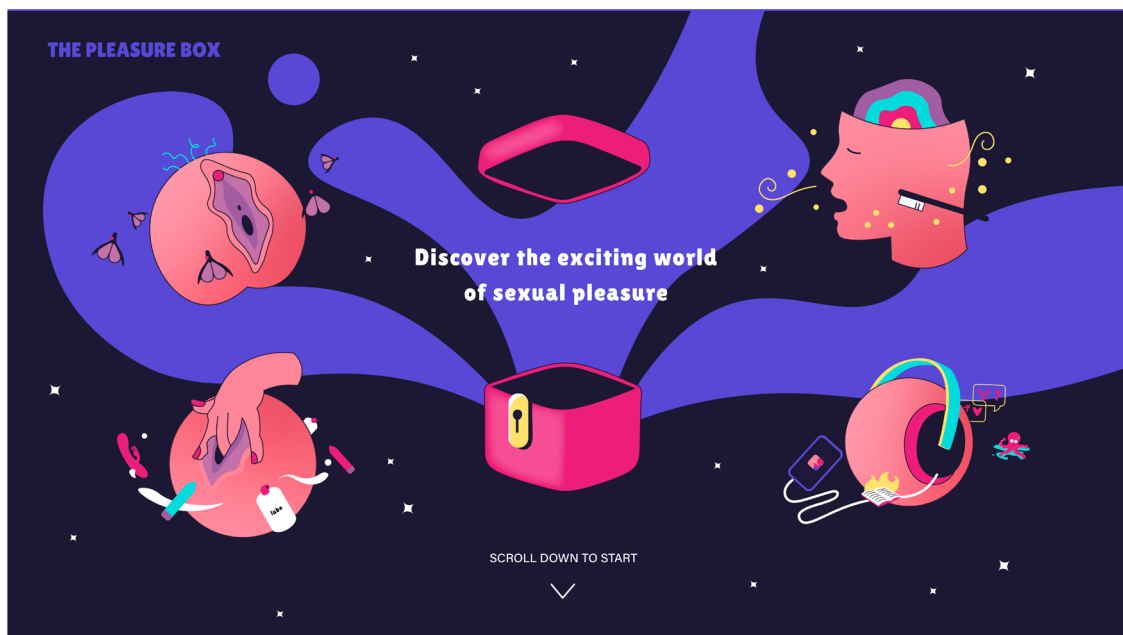 THE PLEASURE BOX
Discover the exciting world
of sexual pleasure
lube
SCROLL DOWN TO START